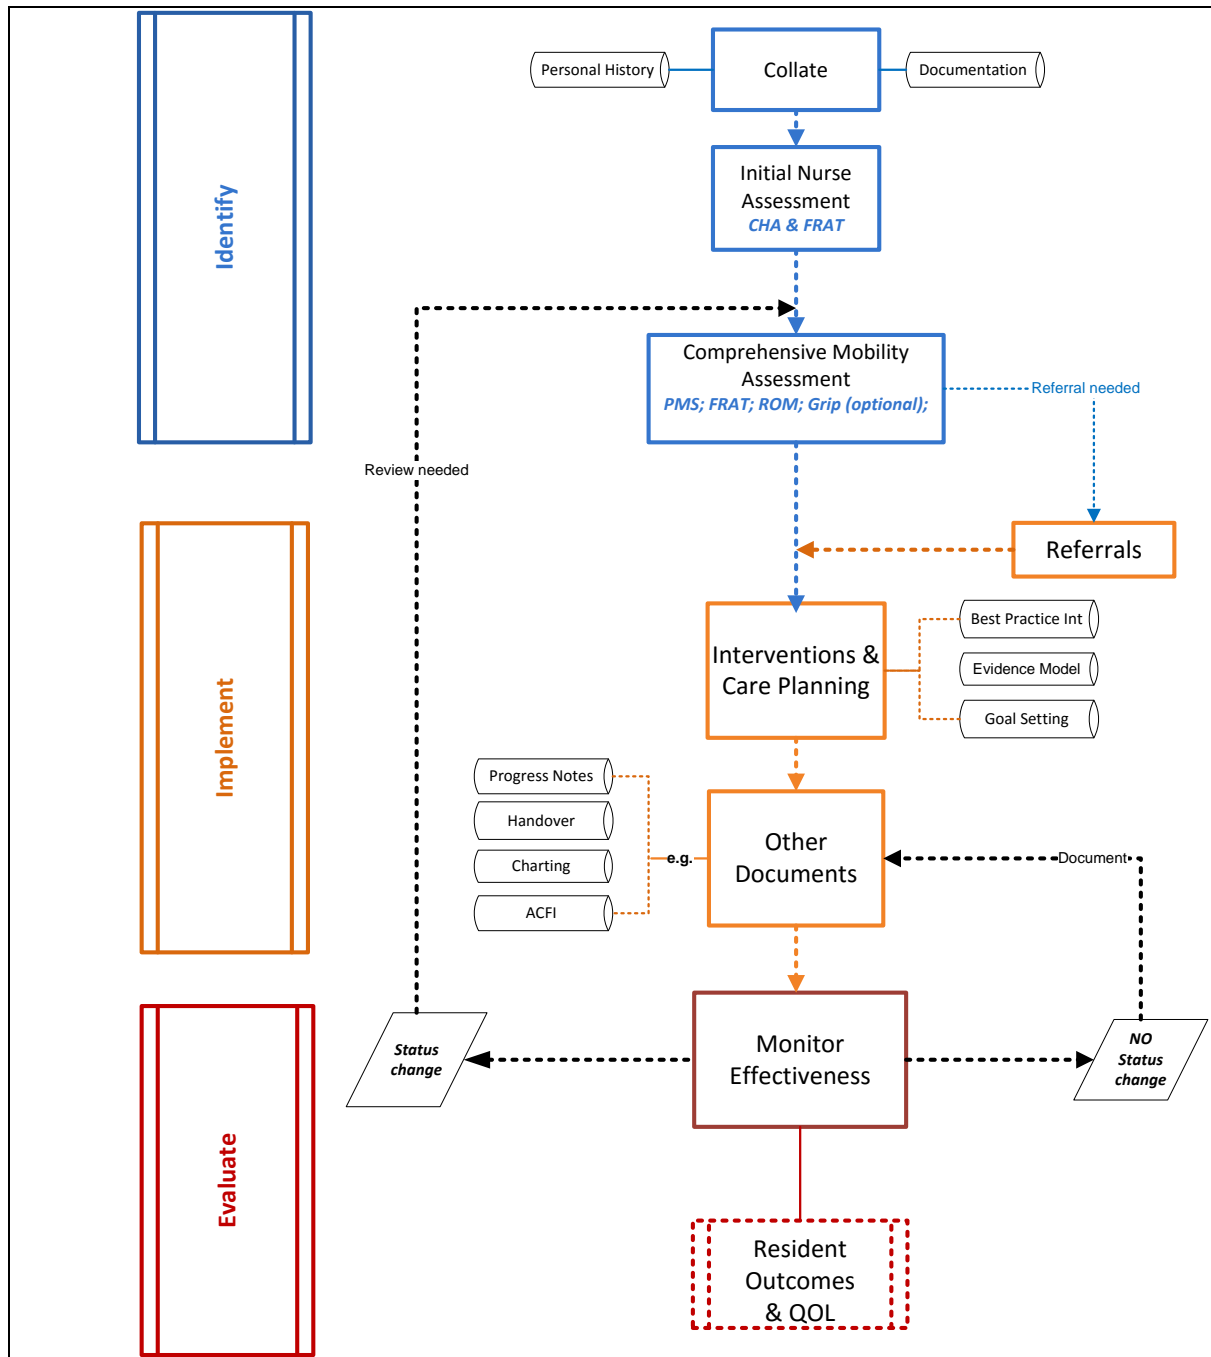 Identify
Personal History
Collate
Documentation
Initial Nurse
Assessment
CHA & FRAT
Comprehensive Mobility
Assessment
PMS; FRAT; ROM; Grip (optional);
Referral needed
Review needed
Implement
Referrals
Interventions &
Care Planning
Best Practice Int
Evidence Model
Goal Setting
Progress Notes
Handover
Charting
ACFI
e.g.
Other
Documents
Document
Evaluate
Status
change
Monitor
Effectiveness
NO
Status
change
Resident
Outcomes
& QOL